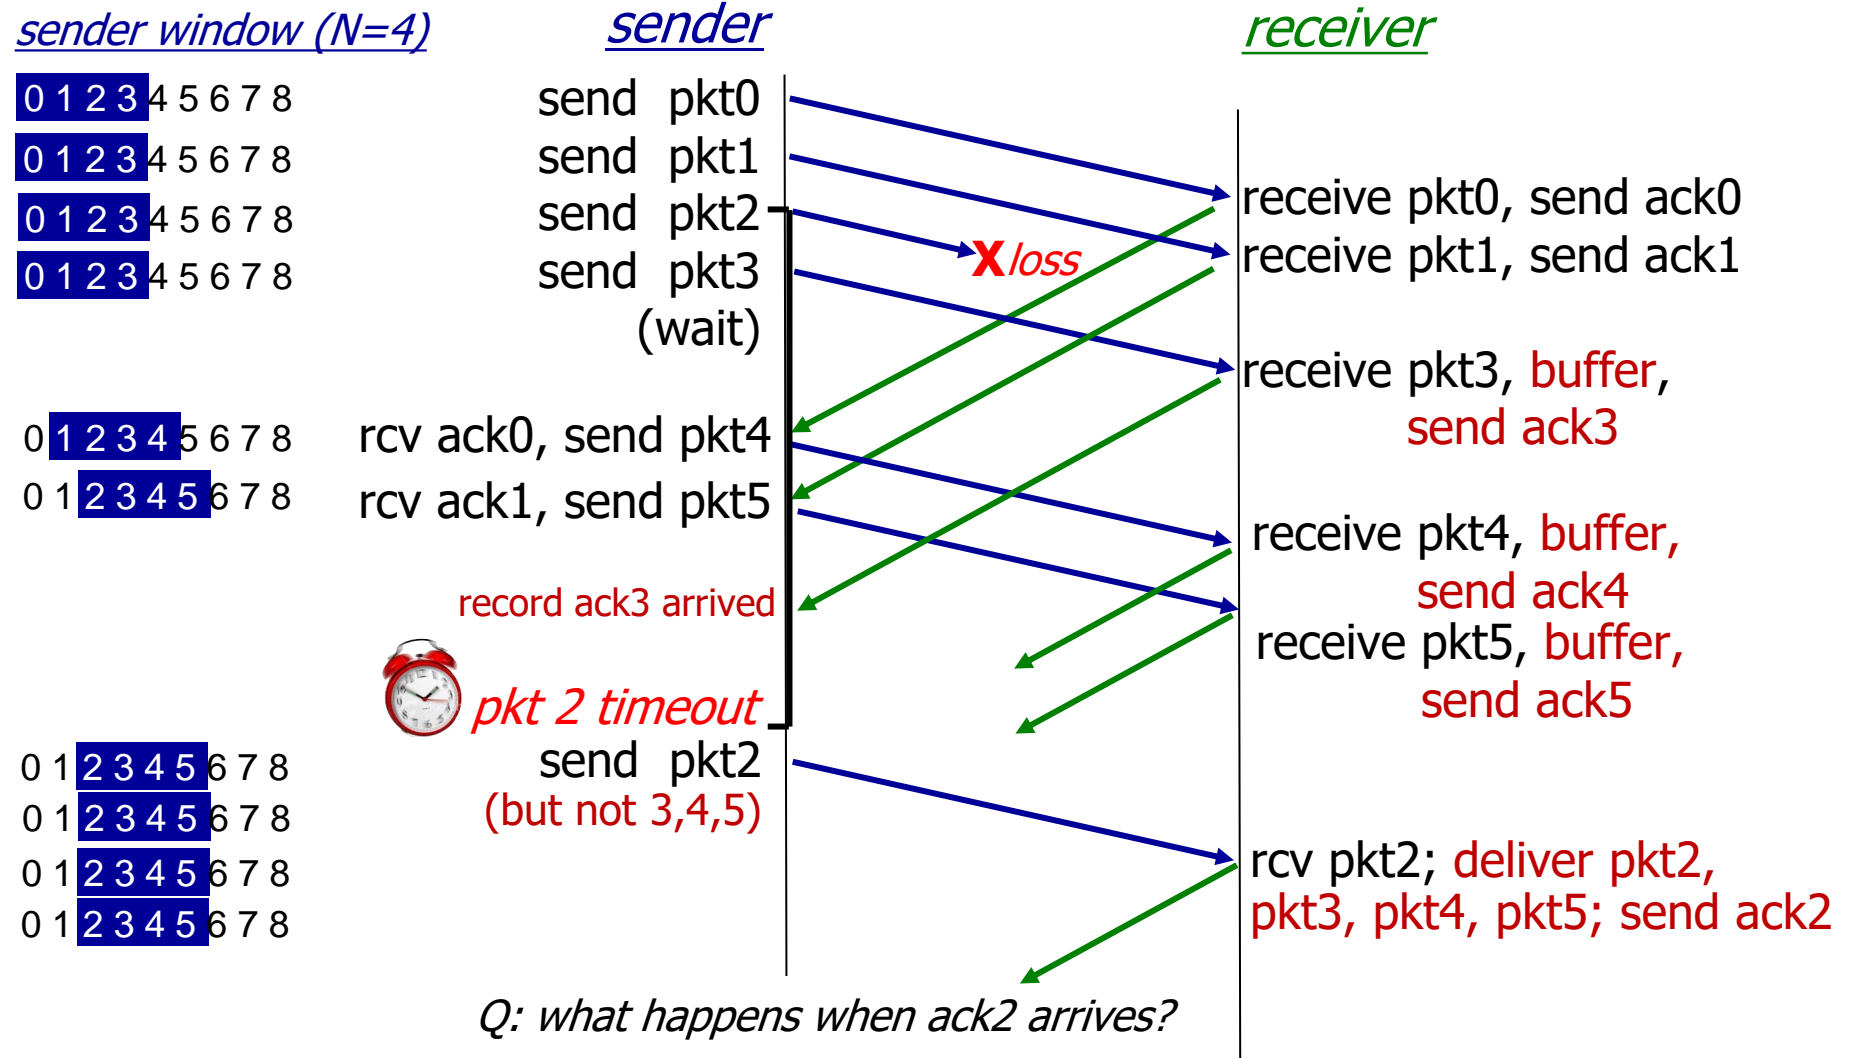 sender window (N=4)
sender
receiver
0 1 2 3 4 5 6 7 8
send pkt0
0 1 2 3 4 5 6 7 8
send pkt1
0 1 2 3 4 5 6 7 8
send pkt2
0 1 2 3 4 5 6 7 8
send pkt3
(wait)
X loss
receive pkt0, send ack0
receive pkt1, send ack1
receive pkt3, buffer,
send ack3
0 1 2 3 4 5 6 7 8
rcv ack0, send pkt4
0 1 2 3 4 5 6 7 8
rcv ack1, send pkt5
receive pkt4, buffer,
send ack4
record ack3 arrived
receive pkt5, buffer,
send ack5
pkt 2 timeout
0 1 2 3 4 5 6 7 8
send pkt2
0 1 2 3 4 5 6 7 8
(but not 3,4,5)
0 1 2 3 4 5 6 7 8
0 1 2 3 4 5 6 7 8
rcv pkt2; deliver pkt2,
pkt3, pkt4, pkt5; send ack2
Q: what happens when ack2 arrives?